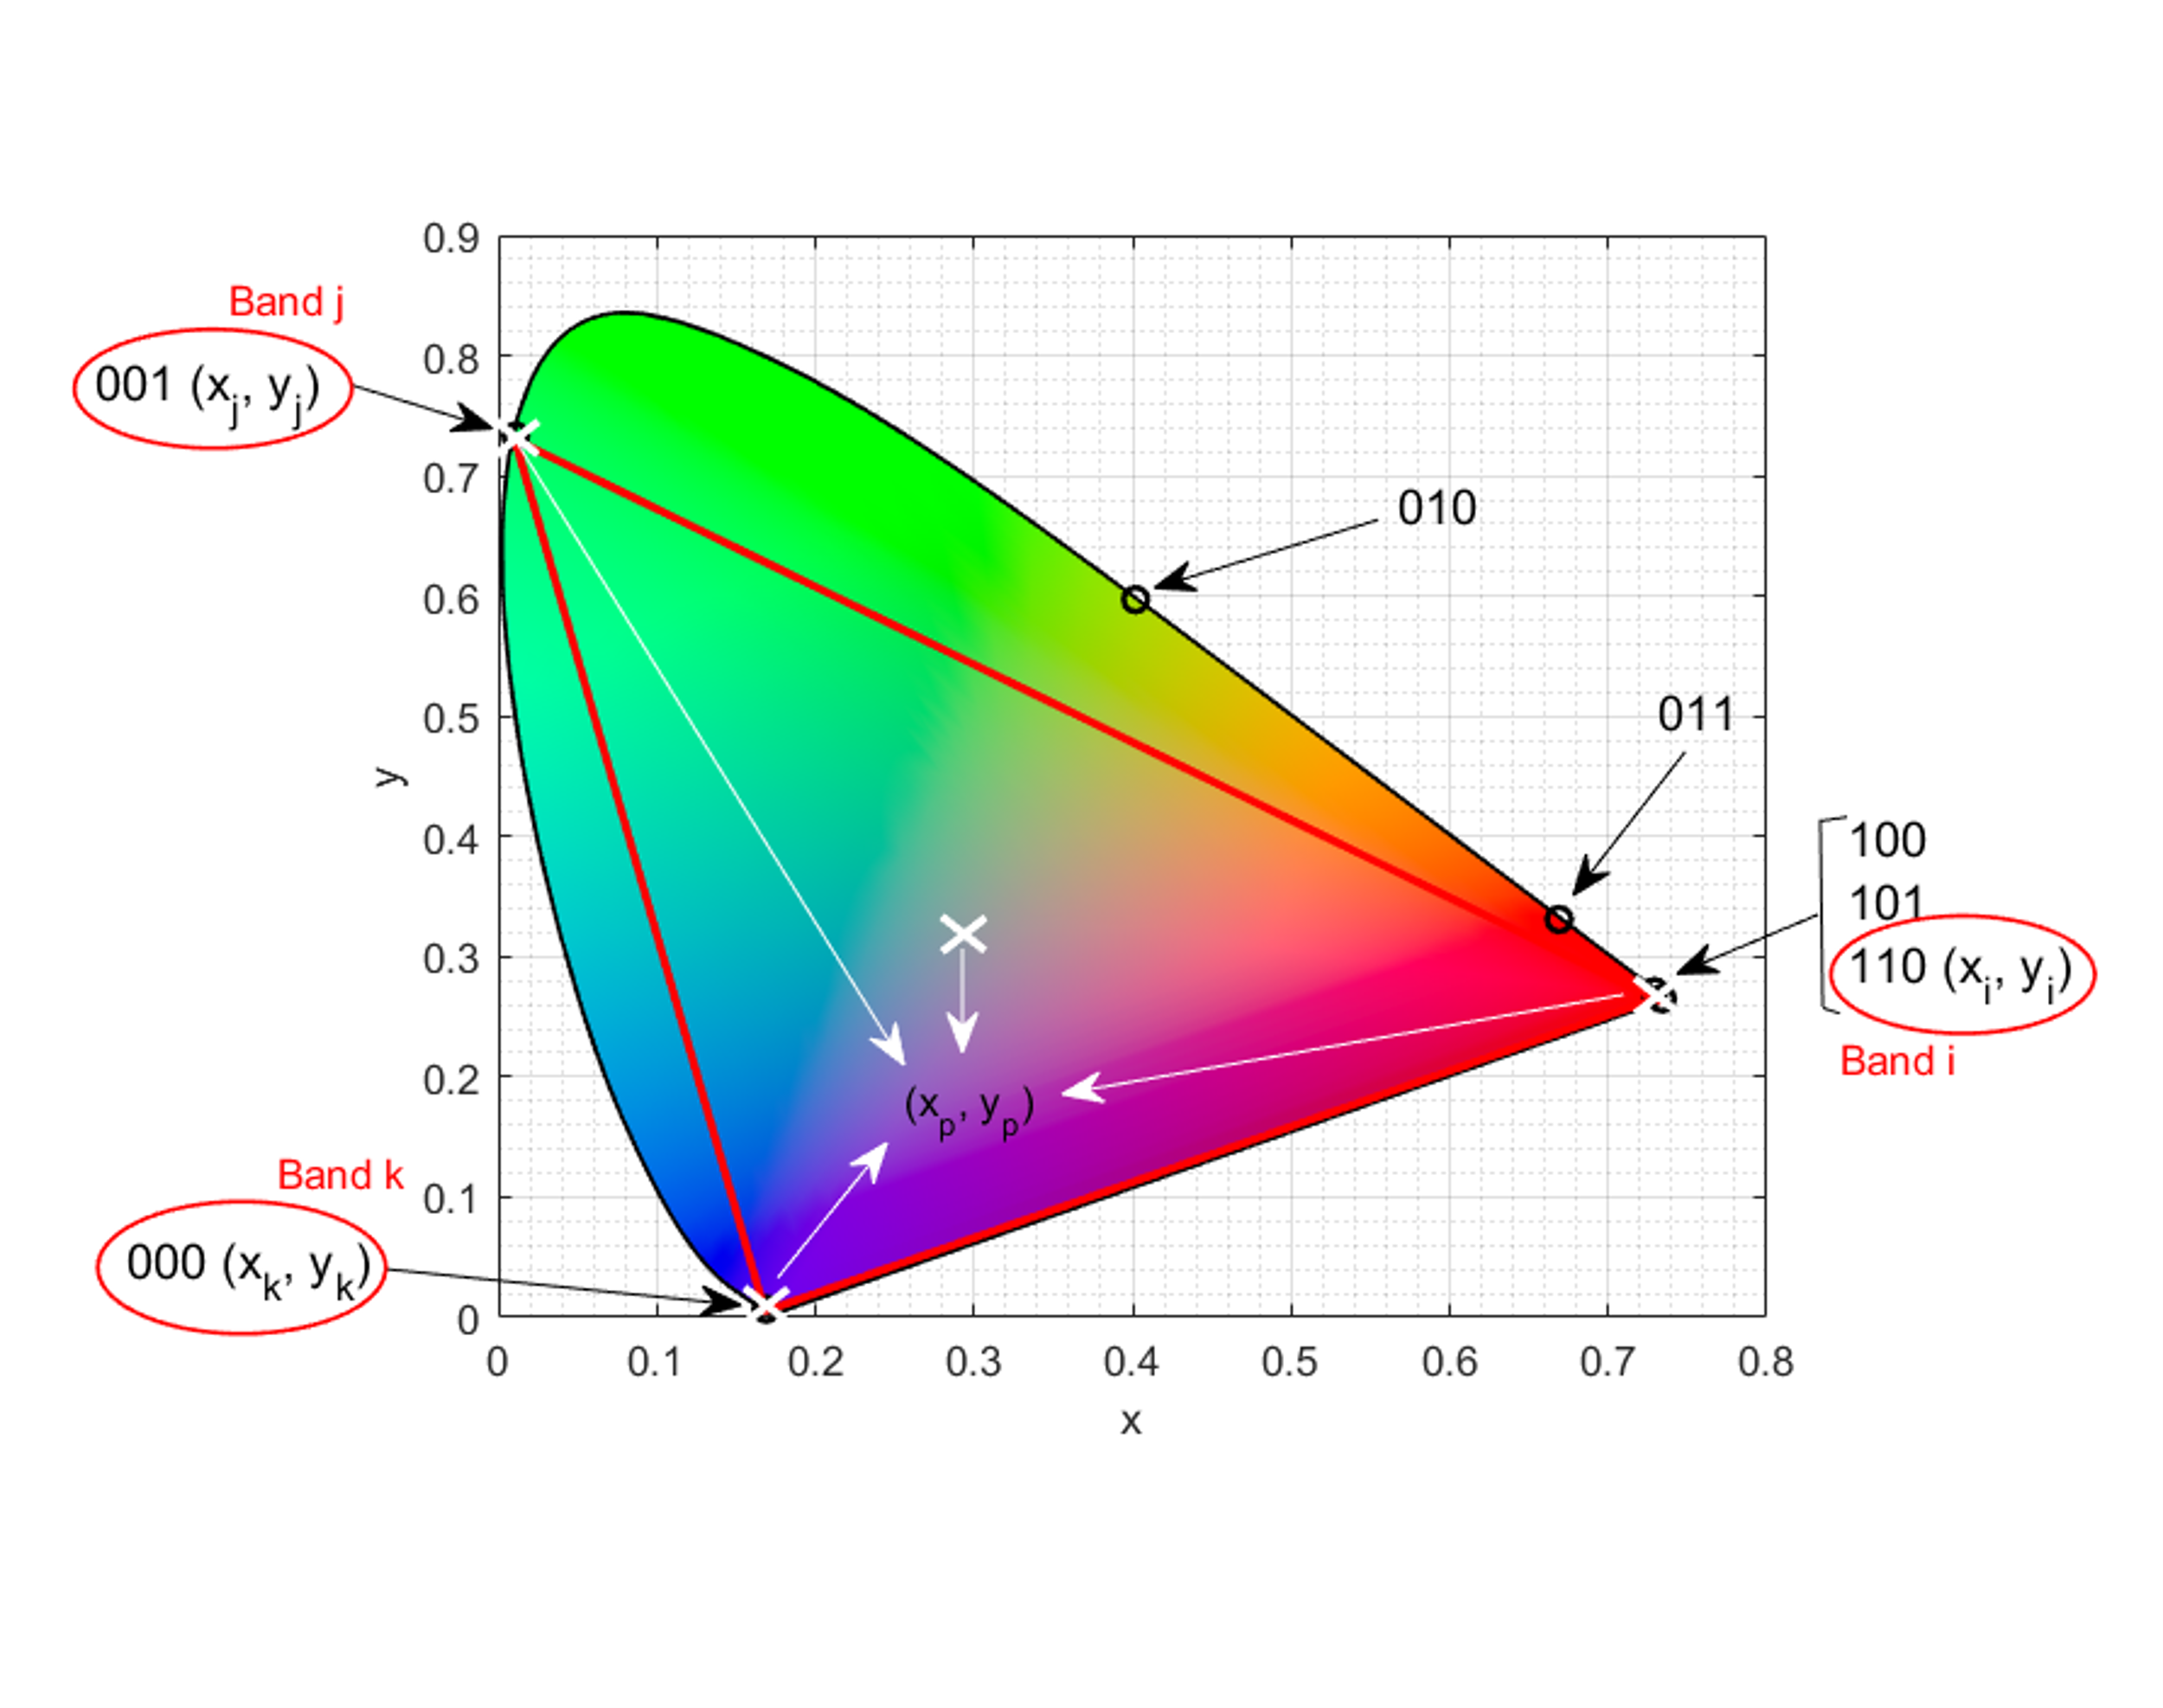 0.9
Band j
0.8
001 (xj, yj)
0.7
010
0.6
0.5
011
y
0.4
100
101
0.3
110 (xi, yi)
Band i
0.2
(xp, yp)
Band k
0.1
000 (xk, yk)
0
0 0.1 0.2 0.3 0.4 0.5 0.6 0.7 0.8
x